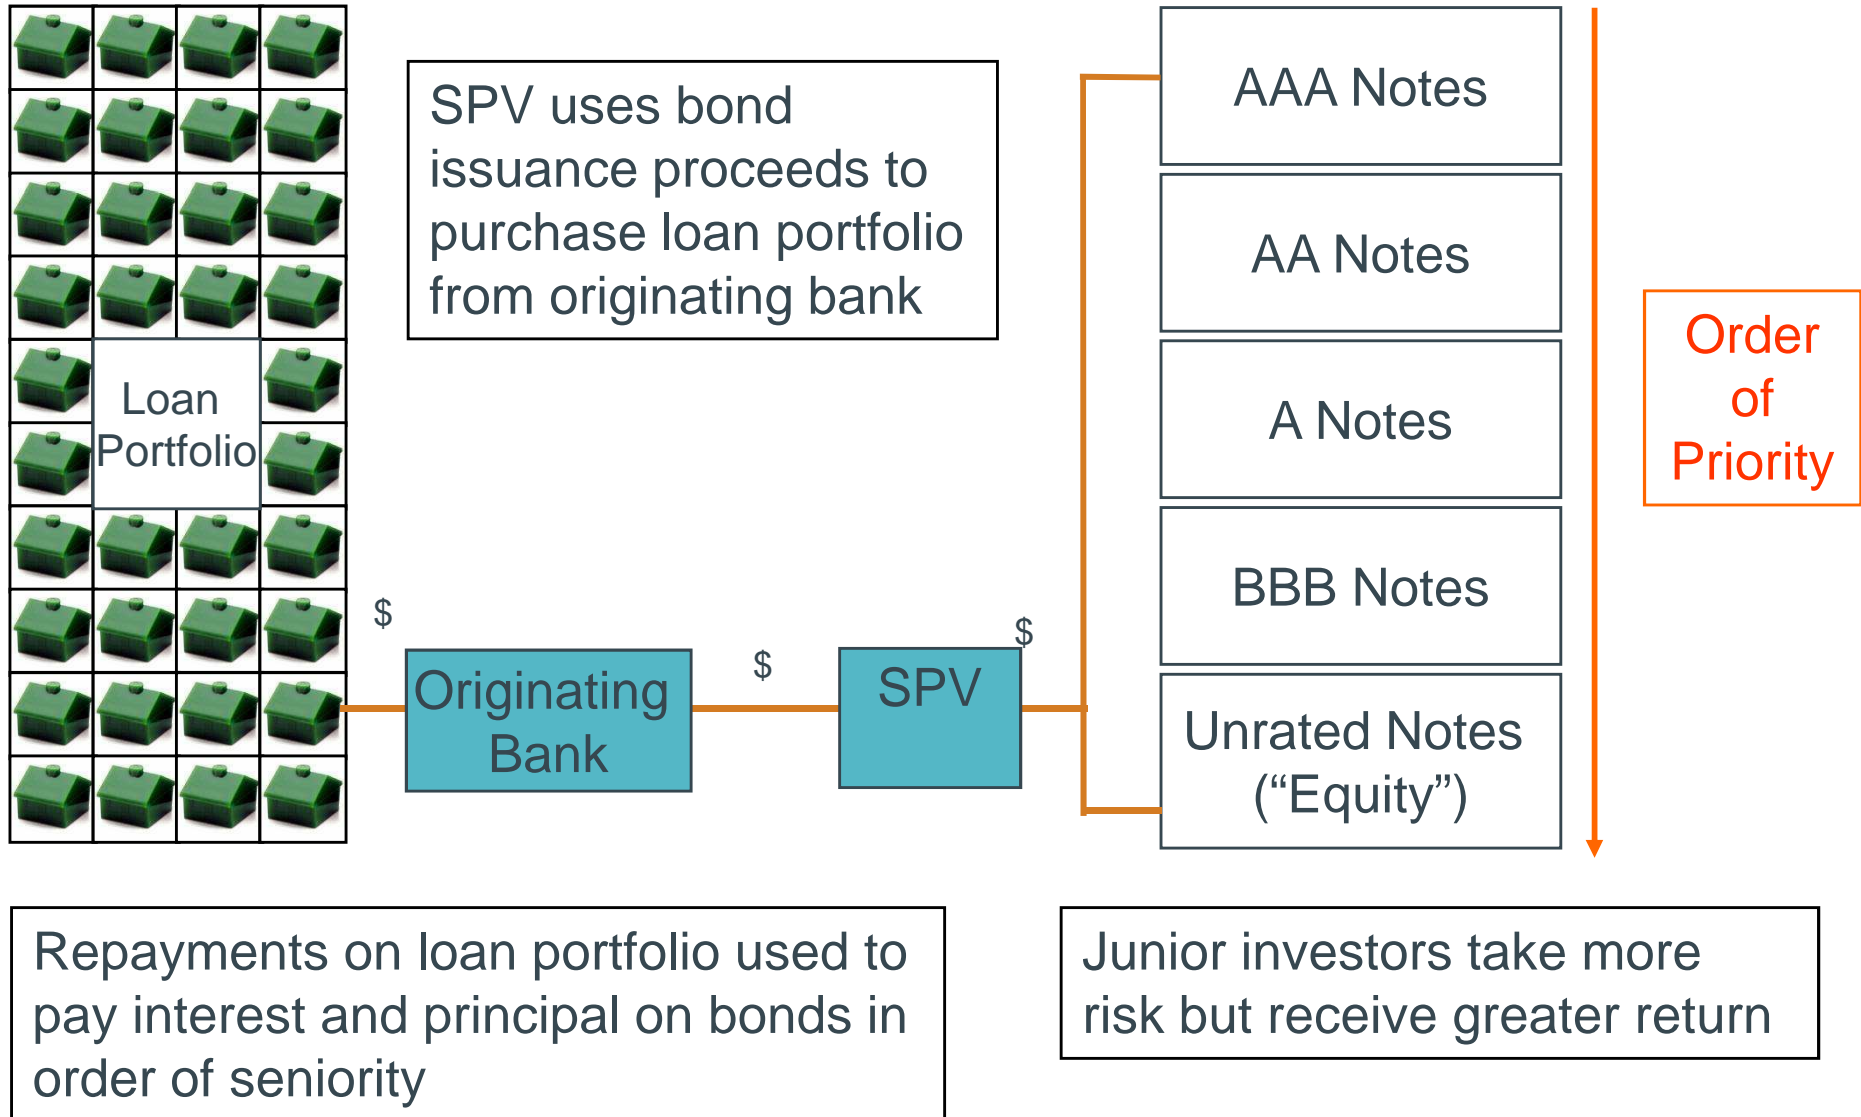 SPV uses bond
issuance proceeds to
purchase loan portfolio
from originating bank
Loan
Portfolio
$
Originating
Bank
$
SPV
$
AAA Notes
AA Notes
A Notes
BBB Notes
Unrated Notes
(“Equity”)
Order
of
Priority
Repayments on loan portfolio used to
pay interest and principal on bonds in
order of seniority
Junior investors take more
risk but receive greater return